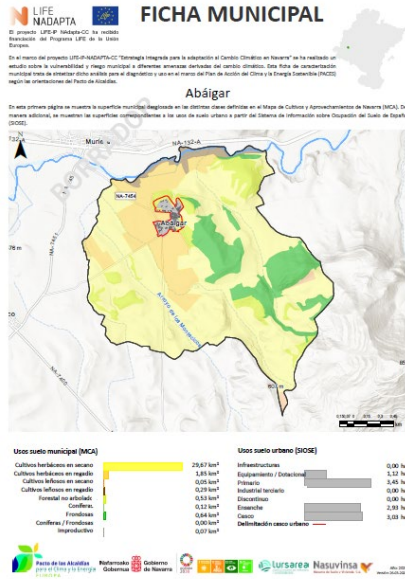 LIFE
NADAPTA
FICHA MUNICIPAL
El proyecto LIFE-IP NAdapta-CC ha recibido
financiación del Programa LIFE de la Unión
Europea.
En el marco del proyecto LIFE-IP-NADAPTA-CC "Estrategia Integrada para la adaptación al Cambio Climático en Navarra" se ha realizado un
estudio sobre la vulnerabilidad y riesgo municipal a diferentes amenazas derivadas del cambio climático. Esta ficha de caracterización
municipal trata de sintetizar dicho análisis para el diagnóstico y uso en el marco del Plan de Acción del Clima y la Energía Sostenible (PACES)
según las orientaciones del Pacto de Alcaldías.
Abáigar
En esta primera página se muestra la superficie municipal desglosada en las distintas clases definidas en el Mapa de Cultivos y Aprovechamientos de Navarra (MCA). De
manera adicional, se muestran las superficies correspondientes a los usos de suelo urbano a partir del Sistema de Información sobre Ocupación del Suelo de España
(SIOSE).
BORRADOR
Murie
NA-132-A
NA-7454
Abáigar
NA-7451
NA-7455
Usos suelo municipal (MCA)
Cultivos herbáceos en secano 29,67 km²
Cultivos herbáceos en regadío 1,85 km²
Cultivos leñosos en secano 0,05 km²
Cultivos leñosos en regadío 0,29 km²
Forestal no arbolado 0,53 km²
Coníferas 0,12 km²
Frondosas 0,64 km²
Coníferas / Frondosas 0,00 km²
Improductivo 0,07 km²
Usos suelo urbano (SIOSE)
Infraestructuras 0,00 ha
Equipamiento / Dotacional 1,12 ha
Primario 3,45 ha
Industrial terciario 0,00 ha
Discontinuo 0,00 ha
Ensanche 2,93 ha
Casco 3,03 ha
Delimitación casco urbano
Pacto de las Alcaldías
para el Clima y la Energía
EUROPA
Nafarroako Gobernua
Gobierno de Navarra
Lursarea
Nasuvinsa